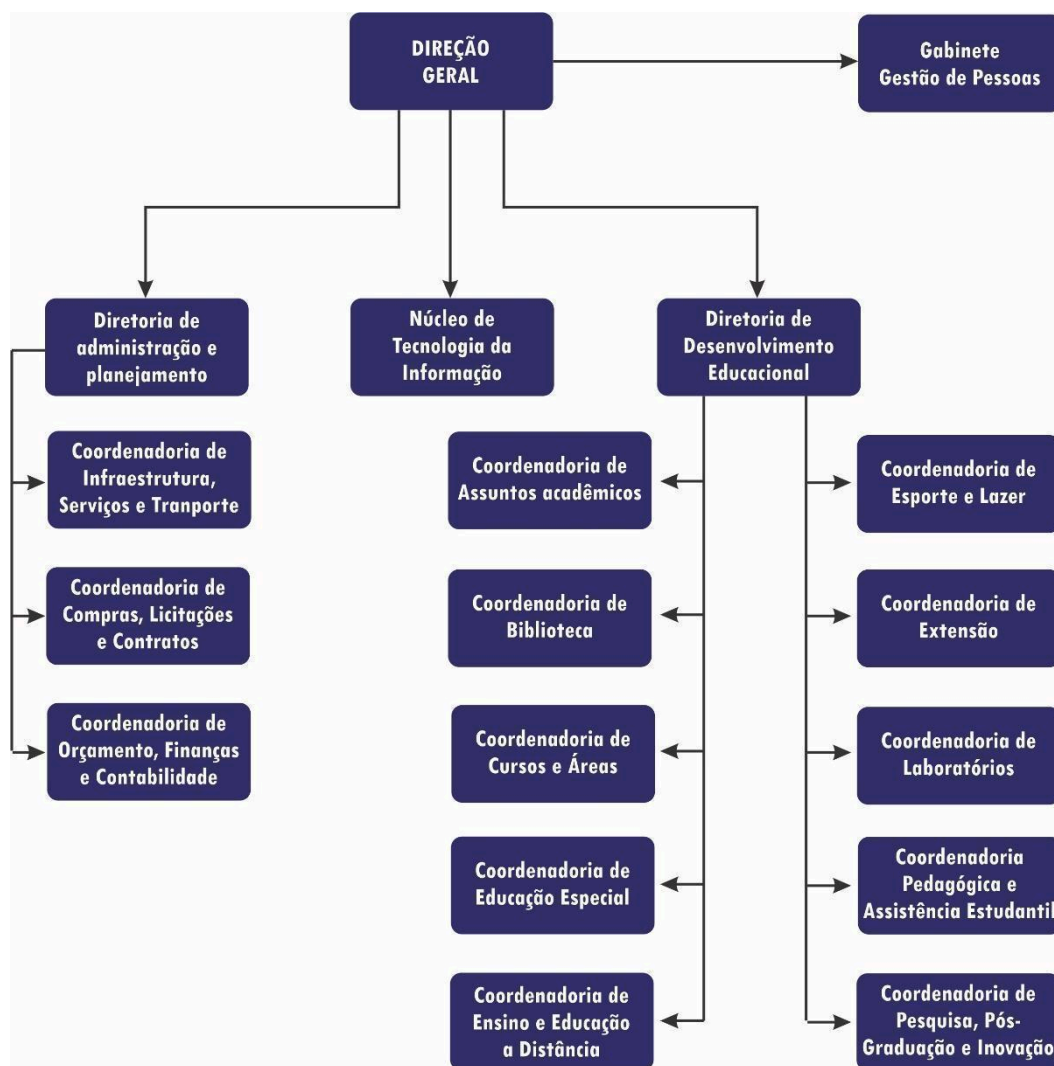 DIREÇÃO
GERAL
Gabinete
Gestão de Pessoas
Diretoria de
administração e
planejamento
Núcleo de
Tecnologia da
Informação
Diretoria de
Desenvolvimento
Educacional
Coordenadoria de
Infraestrutura,
Serviços e Tranporte
Coordenadoria de
Compras, Licitações
e Contratos
Coordenadoria de
Orçamento, Finanças
e Contabilidade
Coordenadoria de
Assuntos acadêmicos
Coordenadoria de
Biblioteca
Coordenadoria de
Cursos e Áreas
Coordenadoria de
Educação Especial
Coordenadoria de
Ensino e Educação
a Distância
Coordenadoria de
Esporte e Lazer
Coordenadoria de
Extensão
Coordenadoria de
Laboratórios
Coordenadoria
Pedagógica e
Assistência Estudantil
Coordenadoria de
Pesquisa, Pós-
Graduação e Inovação